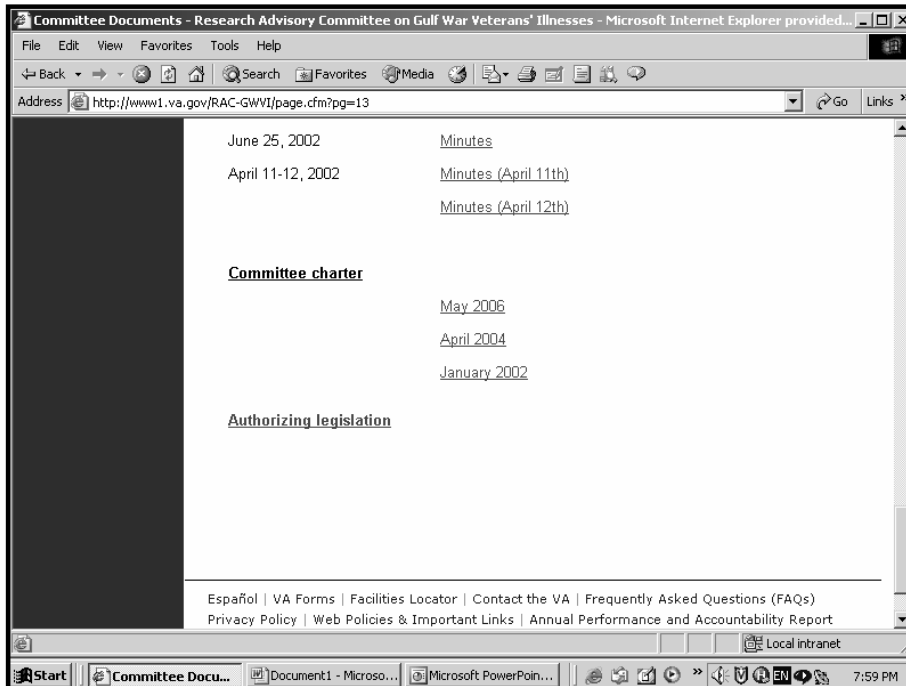 Committee Documents - Research Advisory Committee on Gulf War Veterans' Illnesses - Microsoft Internet Explorer provided...
File Edit View Favorites Tools Help
Back Search Favorites Media
Address http://www1.va.gov/RAC-GWVI/page.cfm?pg=13 Go Links »
June 25, 2002 Minutes
April 11-12, 2002 Minutes (April 11th)
Minutes (April 12th)
Committee charter
May 2006
April 2004
January 2002
Authorizing legislation
Español | VA Forms | Facilities Locator | Contact the VA | Frequently Asked Questions (FAQs)
Privacy Policy | Web Policies & Important Links | Annual Performance and Accountability Report
Local intranet
Start Committee Docu... Document1 - Microso... Microsoft PowerPoin... » EN 7:59 PM